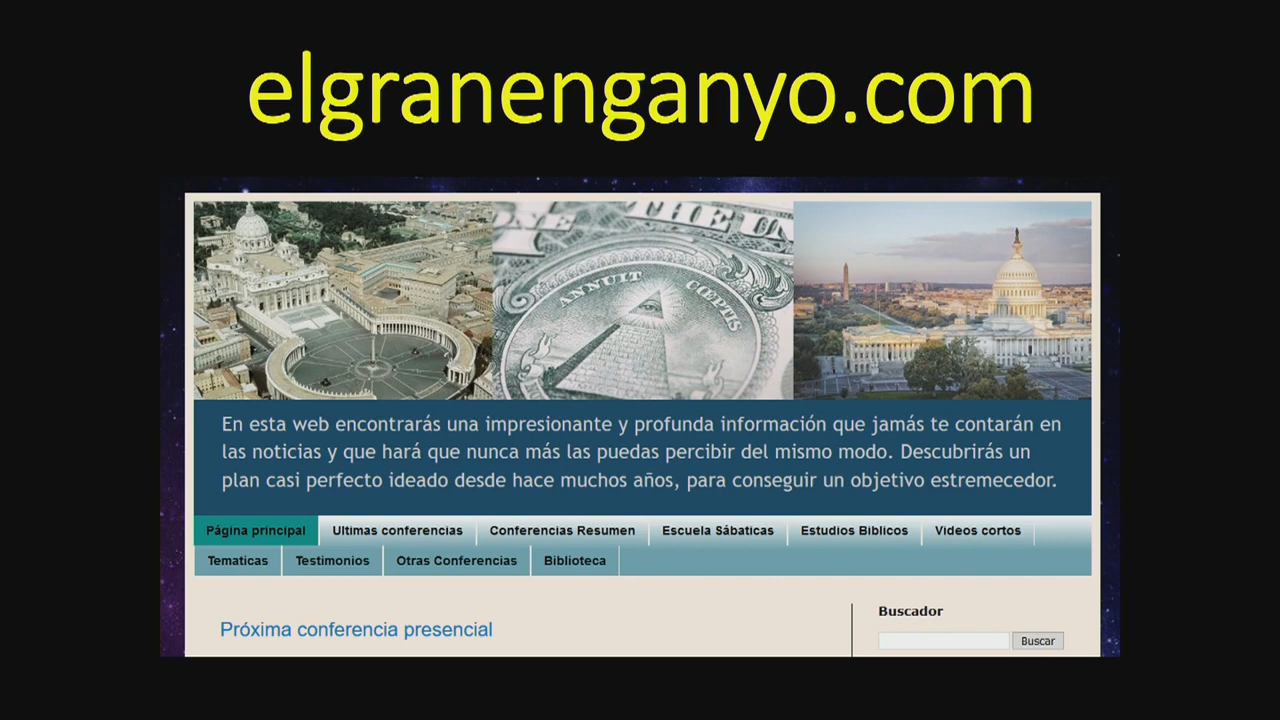 elgranenganyo.com
ONE
THE UN
ANNUIT CŒPTIS
En esta web encontrarás una impresionante y profunda información que jamás te contarán en
las noticias y que hará que nunca más las puedas percibir del mismo modo. Descubrirás un
plan casi perfecto ideado desde hace muchos años, para conseguir un objetivo estremecedor.
Página principal Ultimas conferencias Conferencias Resumen Escuela Sábaticas Estudios Bíblicos Videos cortos
Tematicas Testimonios Otras Conferencias Biblioteca
Buscador
Próxima conferencia presencial
Buscar